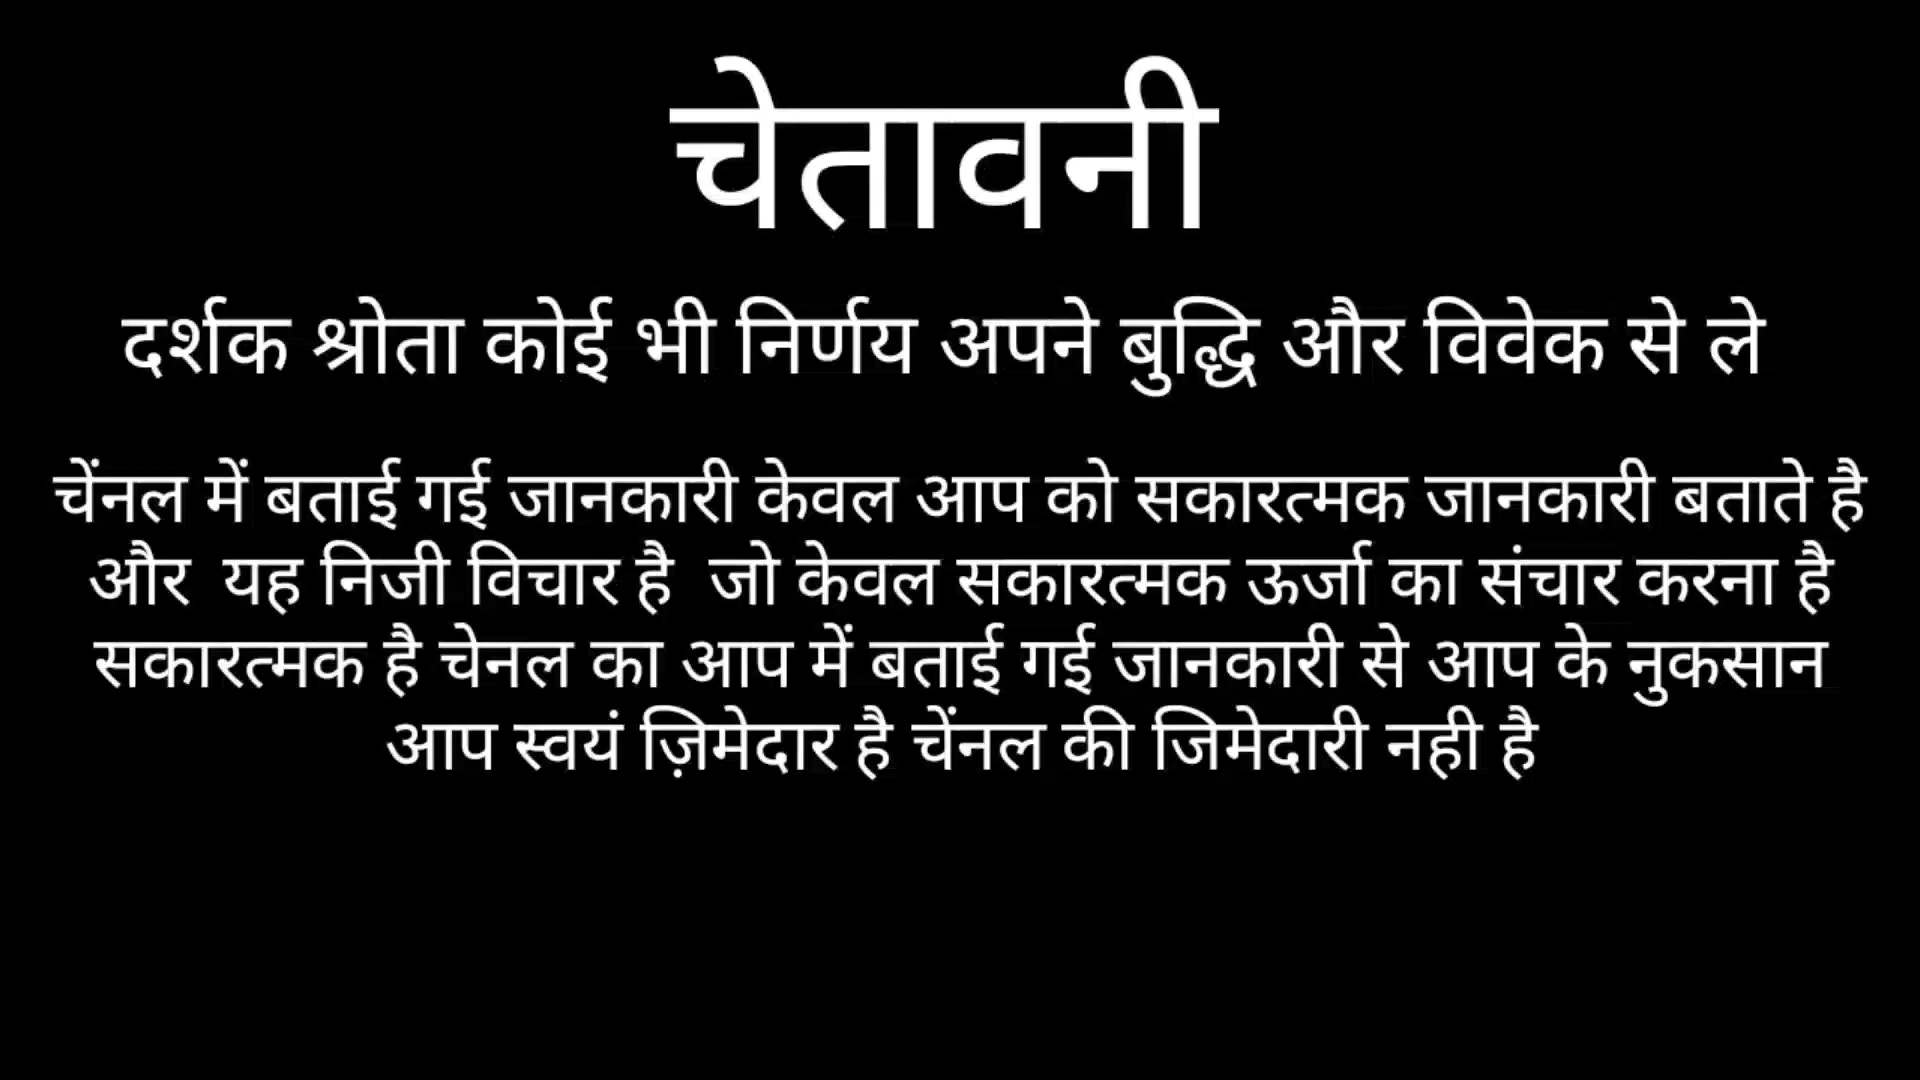 चेतावनी
दर्शक श्रोता कोई भी निर्णय अपने बुद्धि और विवेक से ले
चेंनल में बताई गई जानकारी केवल आप को सकारत्मक जानकारी बताते है
और यह निजी विचार है जो केवल सकारत्मक ऊर्जा का संचार करना है
सकारत्मक है चेनल का आप में बताई गई जानकारी से आप के नुकसान
आप स्वयं ज़िमेदार है चेंनल की जिमेदारी नही है